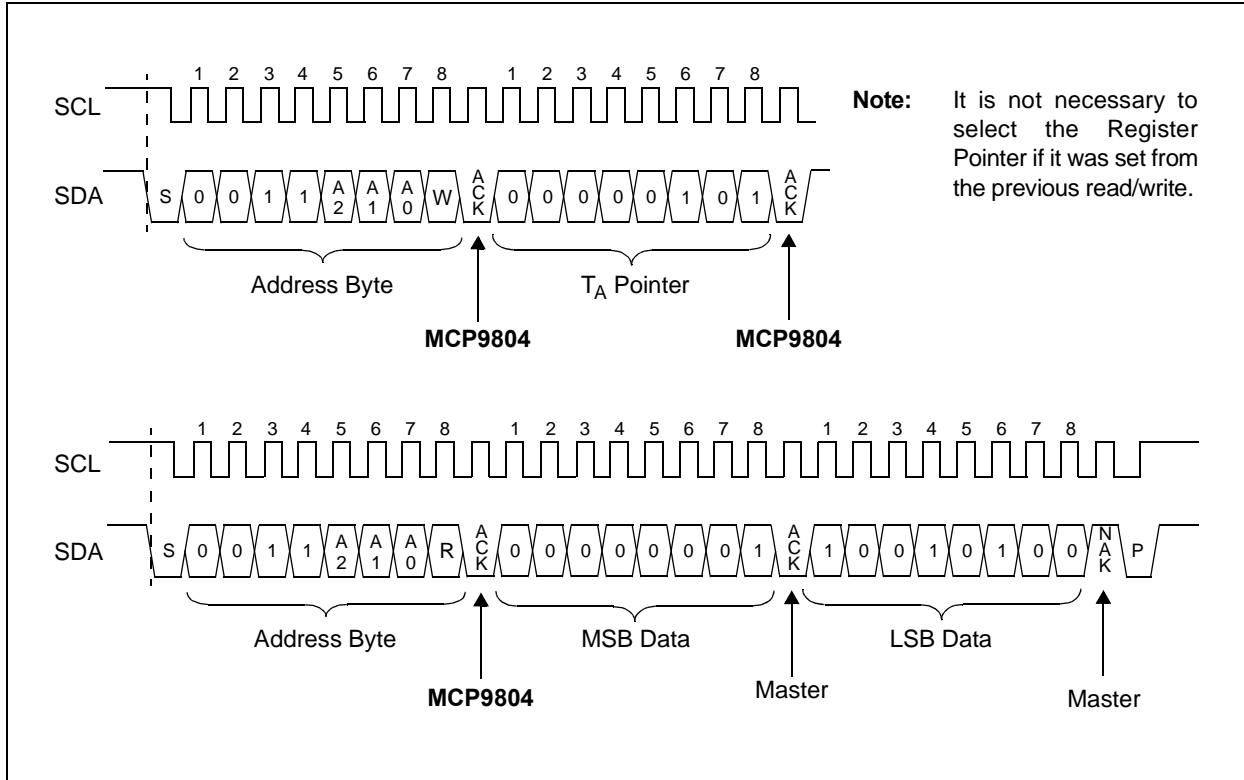 1 2 3 4 5 6 7 8 1 2 3 4 5 6 7 8
SCL
SDA
S 0 0 1 1 A2 A1 A0 W ACK 0 0 0 0 0 1 0 1 ACK
Address Byte
TA Pointer
MCP9804
MCP9804
Note: It is not necessary to
select the Register
Pointer if it was set from
the previous read/write.
1 2 3 4 5 6 7 8 1 2 3 4 5 6 7 8 1 2 3 4 5 6 7 8
SCL
SDA
S 0 0 1 1 A2 A1 A0 R ACK 0 0 0 0 0 0 0 1 ACK 1 0 0 1 0 1 0 0 NAK P
Address Byte
MSB Data
LSB Data
MCP9804
Master
Master